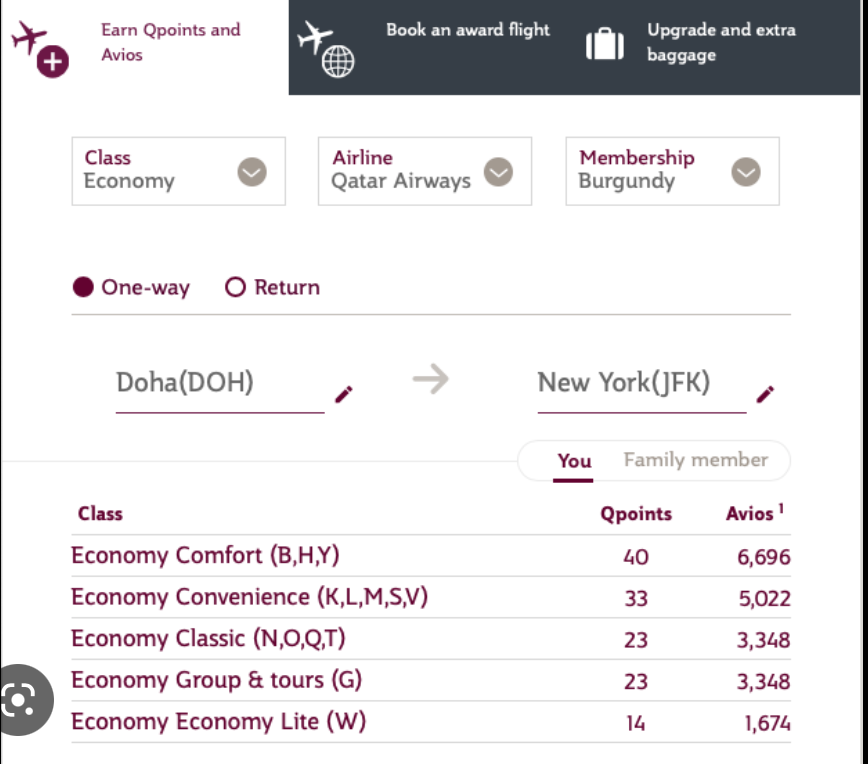 Earn Qpoints and
Avios
Book an award flight
Upgrade and extra
baggage
Class
Economy
Airline
Qatar Airways
Membership
Burgundy
One-way Return
Doha(DOH) New York(JFK)
You Family member
Class Qpoints Avios 1
Economy Comfort (B,H,Y) 40 6,696
Economy Convenience (K,L,M,S,V) 33 5,022
Economy Classic (N,O,Q,T) 23 3,348
Economy Group & tours (G) 23 3,348
Economy Economy Lite (W) 14 1,674